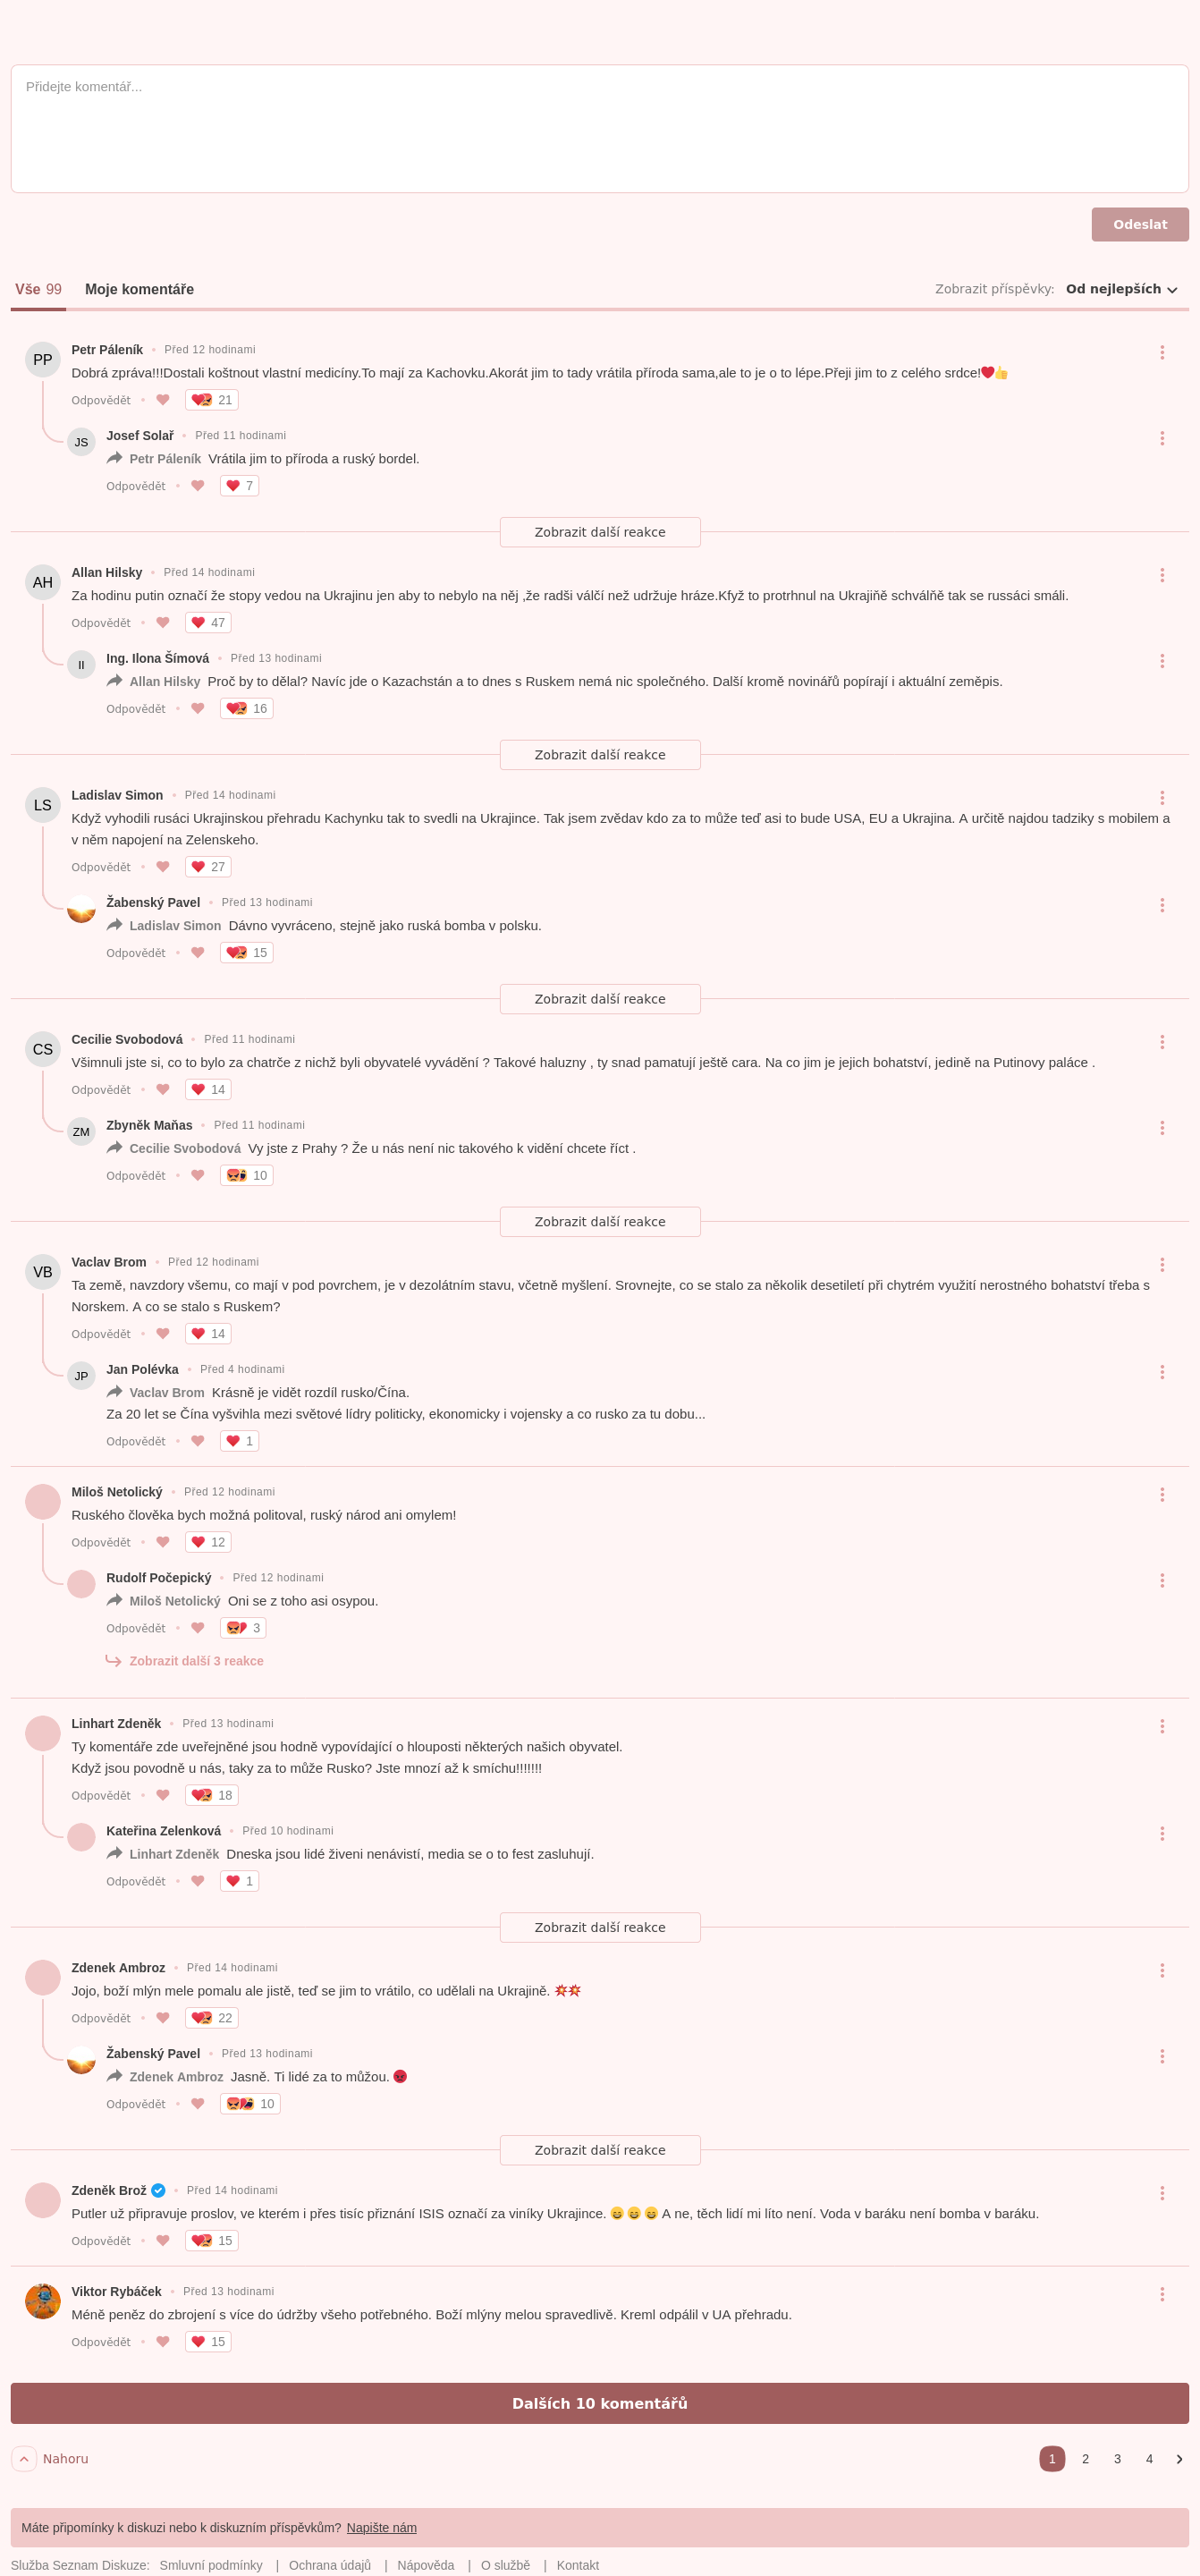 Přidejte komentář...
Odeslat
Vše 99 Moje komentáře Zobrazit příspěvky: Od nejlepších
PP
Petr Páleník • Před 12 hodinami
Dobrá zpráva!!!Dostali koštnout vlastní medicíny.To mají za Kachovku.Akorát jim to tady vrátila příroda sama,ale to je o to lépe.Přeji jim to z celého srdce!❤️👍
Odpovědět • 21
JS
Josef Solař • Před 11 hodinami
Petr Páleník Vrátila jim to příroda a ruský bordel.
Odpovědět • 7
Zobrazit další reakce
AH
Allan Hilsky • Před 14 hodinami
Za hodinu putin označí že stopy vedou na Ukrajinu jen aby to nebylo na něj ,že radši válčí než udržuje hráze.Kfyž to protrhnul na Ukrajiňě schválňě tak se russáci smáli.
Odpovědět • 47
II
Ing. Ilona Šímová • Před 13 hodinami
Allan Hilsky Proč by to dělal? Navíc jde o Kazachstán a to dnes s Ruskem nemá nic společného. Další kromě novinářů popírají i aktuální zeměpis.
Odpovědět • 16
Zobrazit další reakce
LS
Ladislav Simon • Před 14 hodinami
Když vyhodili rusáci Ukrajinskou přehradu Kachynku tak to svedli na Ukrajince. Tak jsem zvědav kdo za to může teď asi to bude USA, EU a Ukrajina. A určitě najdou tadziky s mobilem a
v něm napojení na Zelenskeho.
Odpovědět • 27
Žabenský Pavel • Před 13 hodinami
Ladislav Simon Dávno vyvráceno, stejně jako ruská bomba v polsku.
Odpovědět • 15
Zobrazit další reakce
CS
Cecilie Svobodová • Před 11 hodinami
Všimnuli jste si, co to bylo za chatrče z nichž byli obyvatelé vyvádění ? Takové haluzny , ty snad pamatují ještě cara. Na co jim je jejich bohatství, jedině na Putinovy paláce .
Odpovědět • 14
ZM
Zbyněk Maňas • Před 11 hodinami
Cecilie Svobodová Vy jste z Prahy ? Že u nás není nic takového k vidění chcete říct .
Odpovědět • 10
Zobrazit další reakce
VB
Vaclav Brom • Před 12 hodinami
Ta země, navzdory všemu, co mají v pod povrchem, je v dezolátním stavu, včetně myšlení. Srovnejte, co se stalo za několik desetiletí při chytrém využití nerostného bohatství třeba s
Norskem. A co se stalo s Ruskem?
Odpovědět • 14
JP
Jan Polévka • Před 4 hodinami
Vaclav Brom Krásně je vidět rozdíl rusko/Čína.
Za 20 let se Čína vyšvihla mezi světové lídry politicky, ekonomicky i vojensky a co rusko za tu dobu...
Odpovědět • 1
Miloš Netolický • Před 12 hodinami
Ruského člověka bych možná politoval, ruský národ ani omylem!
Odpovědět • 12
Rudolf Počepický • Před 12 hodinami
Miloš Netolický Oni se z toho asi osypou.
Odpovědět • 3
Zobrazit další 3 reakce
Linhart Zdeněk • Před 13 hodinami
Ty komentáře zde uveřejněné jsou hodně vypovídající o hlouposti některých našich obyvatel.
Když jsou povodně u nás, taky za to může Rusko? Jste mnozí až k smíchu!!!!!!!
Odpovědět • 18
Kateřina Zelenková • Před 10 hodinami
Linhart Zdeněk Dneska jsou lidé živeni nenávistí, media se o to fest zasluhují.
Odpovědět • 1
Zobrazit další reakce
Zdenek Ambroz • Před 14 hodinami
Jojo, boží mlýn mele pomalu ale jistě, teď se jim to vrátilo, co udělali na Ukrajině. 💥💥
Odpovědět • 22
Žabenský Pavel • Před 13 hodinami
Zdenek Ambroz Jasně. Ti lidé za to můžou. 😡
Odpovědět • 10
Zobrazit další reakce
Zdeněk Brož • Před 14 hodinami
Putler už připravuje proslov, ve kterém i přes tisíc přiznání ISIS označí za viníky Ukrajince. 😄 😄 😄 A ne, těch lidí mi líto není. Voda v baráku není bomba v baráku.
Odpovědět • 15
Viktor Rybáček • Před 13 hodinami
Méně peněz do zbrojení s více do údržby všeho potřebného. Boží mlýny melou spravedlivě. Kreml odpálil v UA přehradu.
Odpovědět • 15
Dalších 10 komentářů
Nahoru 1 2 3 4
Máte připomínky k diskuzi nebo k diskuzním příspěvkům? Napište nám
Služba Seznam Diskuze: Smluvní podmínky | Ochrana údajů | Nápověda | O službě | Kontakt